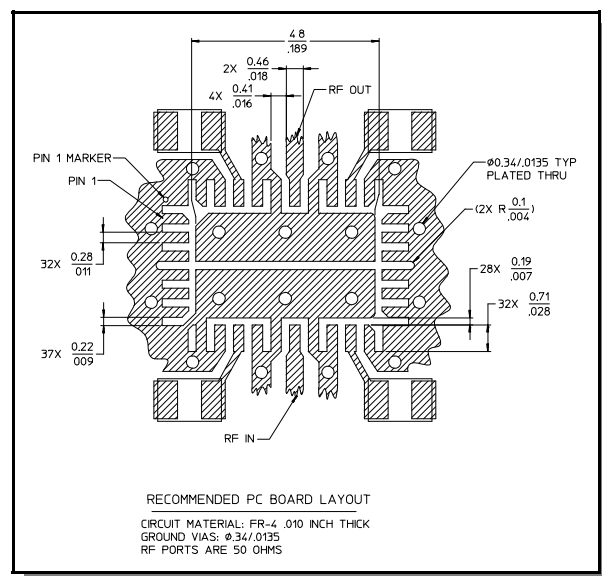 4 8
.189
2X 0.46
.018
4X 0.41
.016
RF OUT
PIN 1 MARKER
PIN 1
Ø0.34/.0135 TYP
PLATED THRU
(2X R 0.1
.004 )
32X 0.28
011
28X 0.19
.007
32X 0.71
.028
37X 0.22
009
RF IN
RECOMMENDED PC BOARD LAYOUT
CIRCUIT MATERIAL: FR-4 .010 INCH THICK
GROUND VIAS: Ø.34/.0135
RF PORTS ARE 50 OHMS